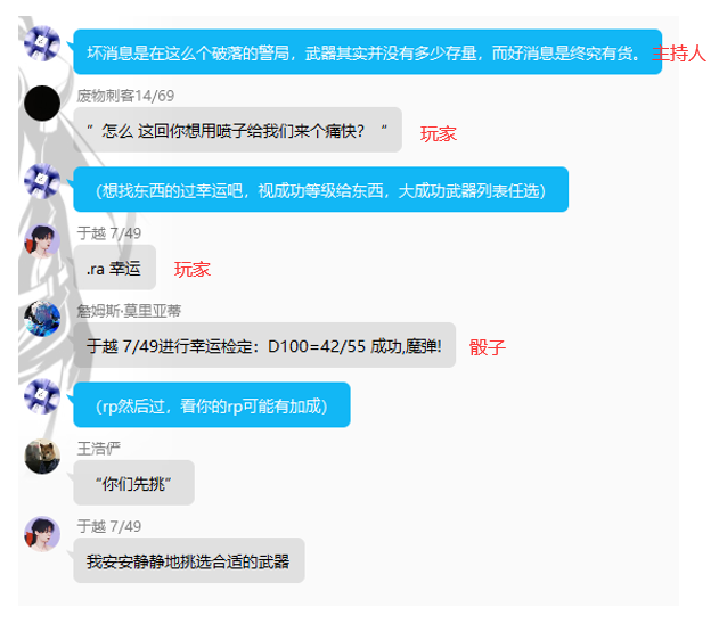 坏消息是在这么个破落的警局，武器其实并没有多少存量，而好消息是终究有货。 主持人
废物刺客14/69
”怎么 这回你想用喷子给我们来个痛快？ “ 玩家
（想找东西的过幸运吧，视成功等级给东西，大成功武器列表任选）
于越 7/49
.ra 幸运 玩家
詹姆斯·莫里亚蒂
于越 7/49进行幸运检定：D100=42/55 成功,魔弹! 骰子
（rp然后过，看你的rp可能有加成）
王浩俨
“你们先挑”
于越 7/49
我安安静静地挑选合适的武器